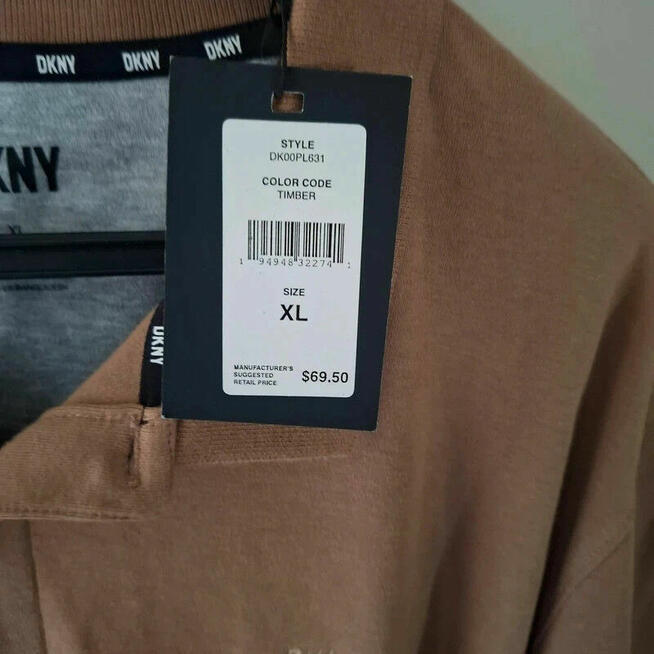 DKNY DKNY DKNY
KNY
XL
STYLE
DK00PL631
COLOR CODE
TIMBER
1 94948 32274 1
SIZE
XL
MANUFACTURER'S
SUGGESTED
RETAIL PRICE
$69.50
DKNY